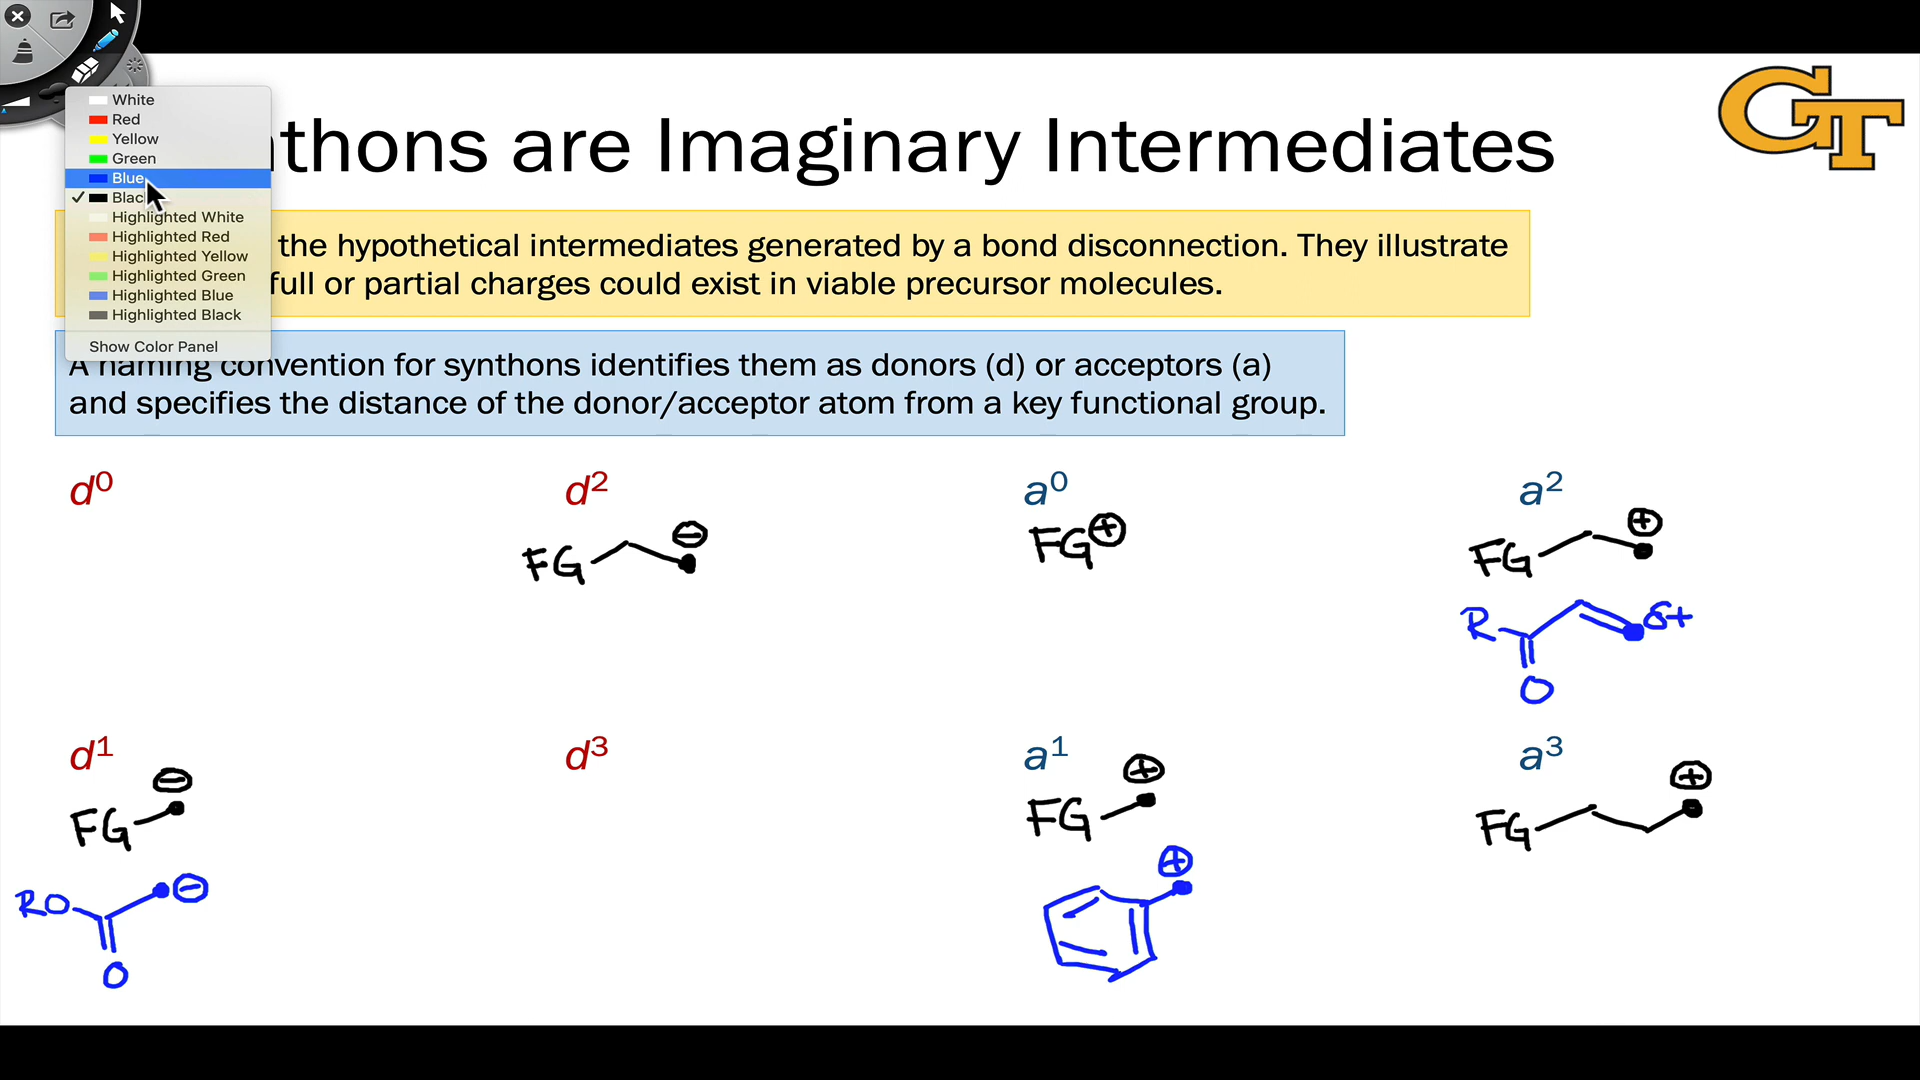 White
Red
Yellow
Green
Blue
Black
Highlighted White
Highlighted Red
Highlighted Yellow
Highlighted Green
Highlighted Blue
Highlighted Black
Show Color Panel
GT
nthons are Imaginary Intermediates
the hypothetical intermediates generated by a bond disconnection. They illustrate
full or partial charges could exist in viable precursor molecules.
A naming convention for synthons identifies them as donors (d) or acceptors (a)
and specifies the distance of the donor/acceptor atom from a key functional group.
d⁰ d² a⁰ a²
FG ⊖ FG⊕ FG ⊕
R O δ+
d¹ d³ a¹ a³
FG ⊖ FG ⊕ FG ⊕
RO O ⊖ ⊕